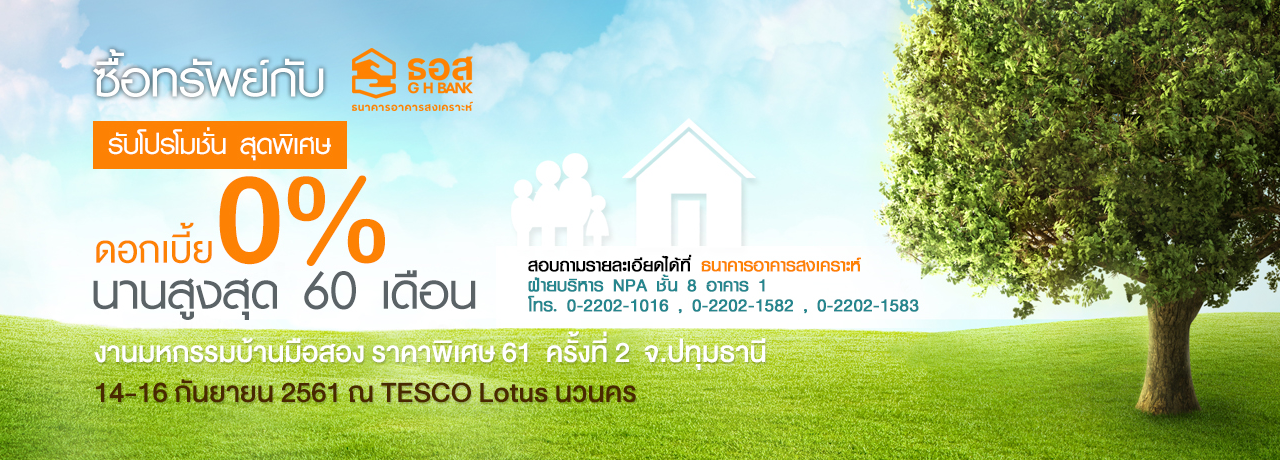 ซื้อทรัพย์กับ
ธอส
G H BANK
ธนาคารอาคารสงเคราะห์
รับโปรโมชั่น สุดพิเศษ
ดอกเบี้ย 0%
นานสูงสุด 60 เดือน
สอบถามรายละเอียดได้ที่ ธนาคารอาคารสงเคราะห์
ฝ่ายบริหาร NPA ชั้น 8 อาคาร 1
โทร. 0-2202-1016 , 0-2202-1582 , 0-2202-1583
งานมหกรรมบ้านมือสอง ราคาพิเศษ 61 ครั้งที่ 2 จ.ปทุมธานี
14-16 กันยายน 2561 ณ TESCO Lotus นวนคร